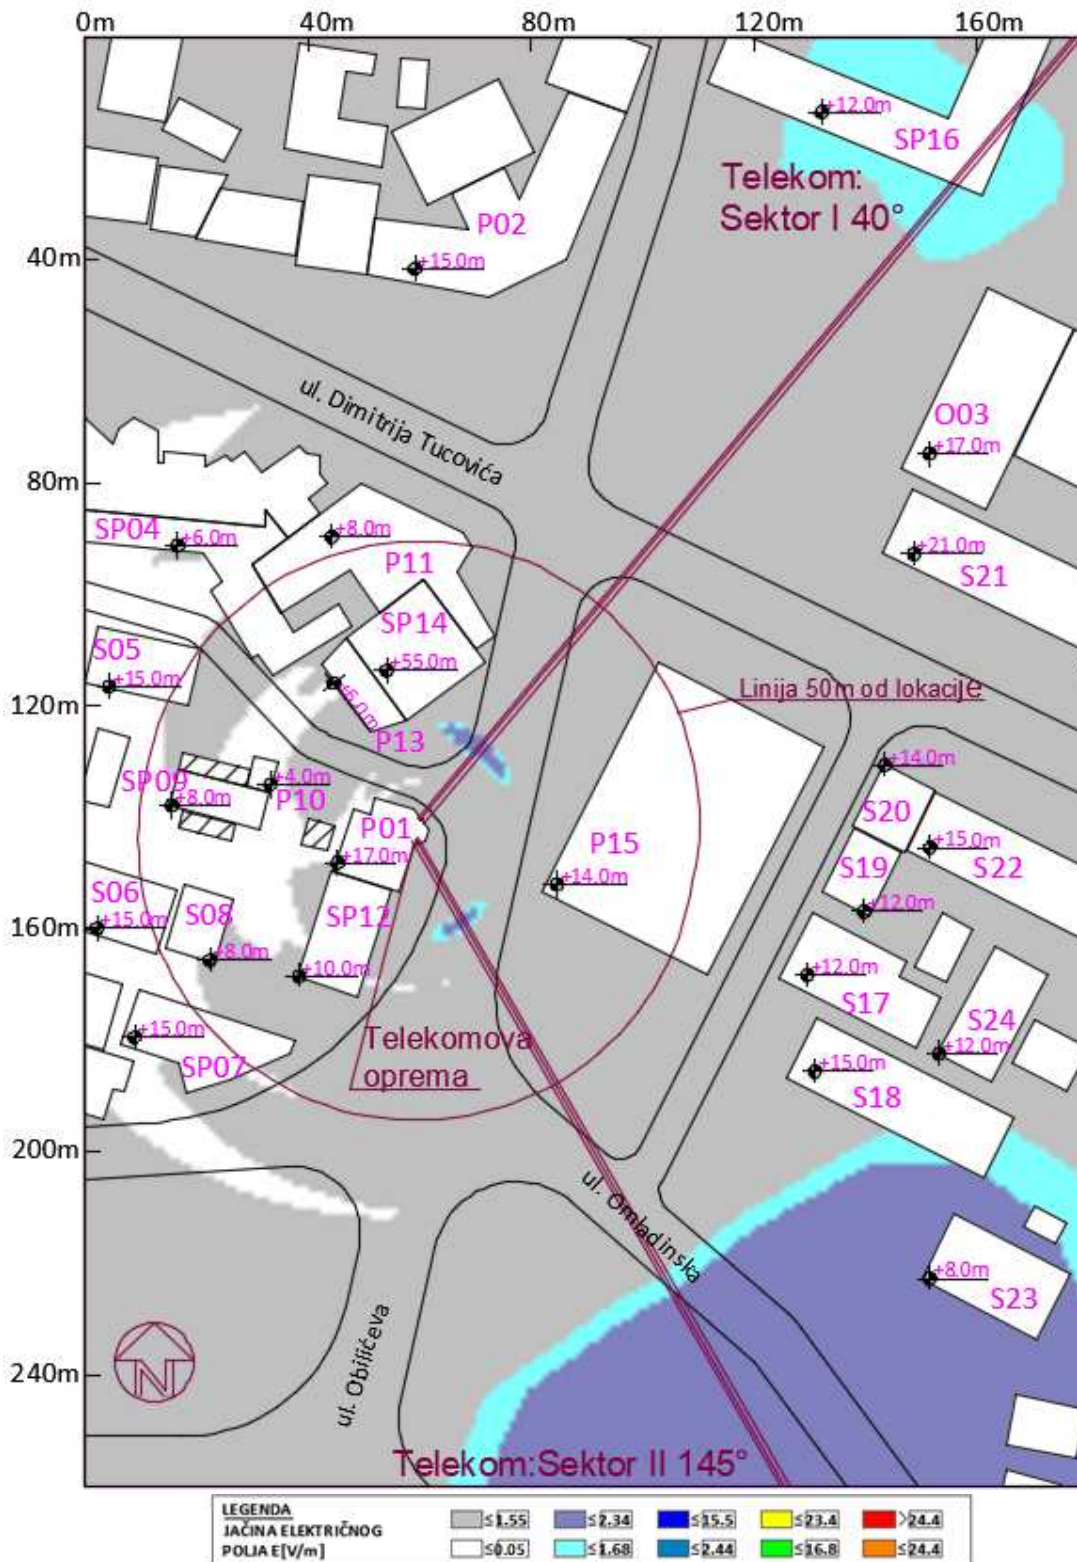 0m 40m 80m 120m 160m
+12.0m
SP16
Telekom:
Sektor I 40°
P02
+15.0m
40m
ul. Dimitrija Tucovića
O03
+17.0m
80m
SP04
+6.0m
+8.0m
P11
+21.0m
S21
SP14
+55.0m
S05
+15.0m
+6.0m
P13
Linija 50m od lokacije
120m
SP09
+8.0m
+4.0m
P10
+14.0m
S20
P01
+17.0m
P15
+14.0m
+15.0m
S22
S19
+12.0m
S06
+15.0m
S08
+8.0m
SP12
+10.0m
160m
+12.0m
S17
S24
+12.0m
+15.0m
SP07
Telekomova
oprema
+15.0m
S18
200m
ul. Omladinska
+8.0m
S23
240m
ul. Obilićeva
N
Telekom:Sektor II 145°
LEGENDA
JAČINA ELEKTRIČNOG
POLJA E[V/m]
≤1.55 ≤2.34 ≤15.5 ≤23.4 >24.4
≤0.05 ≤1.68 ≤2.44 ≤16.8 ≤24.4